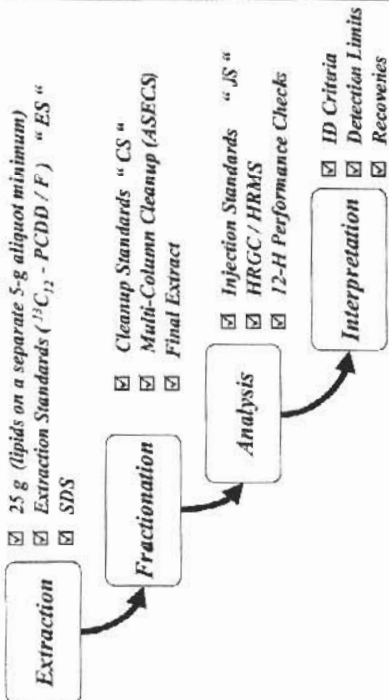 Extraction
☑ 25 g (lipids on a separate 5-g aliquot minimum)
☑ Extraction Standards (¹³C₁₂ - PCDD / F ) “ ES “
☑ SDS
Fractionation
☑ Cleanup Standards “ CS “
☑ Multi-Column Cleanup (ASECS)
☑ Final Extract
Analysis
☑ Injection Standards “ JS “
☑ HRGC / HRMS
☑ 12-H Performance Checks
Interpretation
☑ ID Criteria
☑ Detection Limits
☑ Recoveries